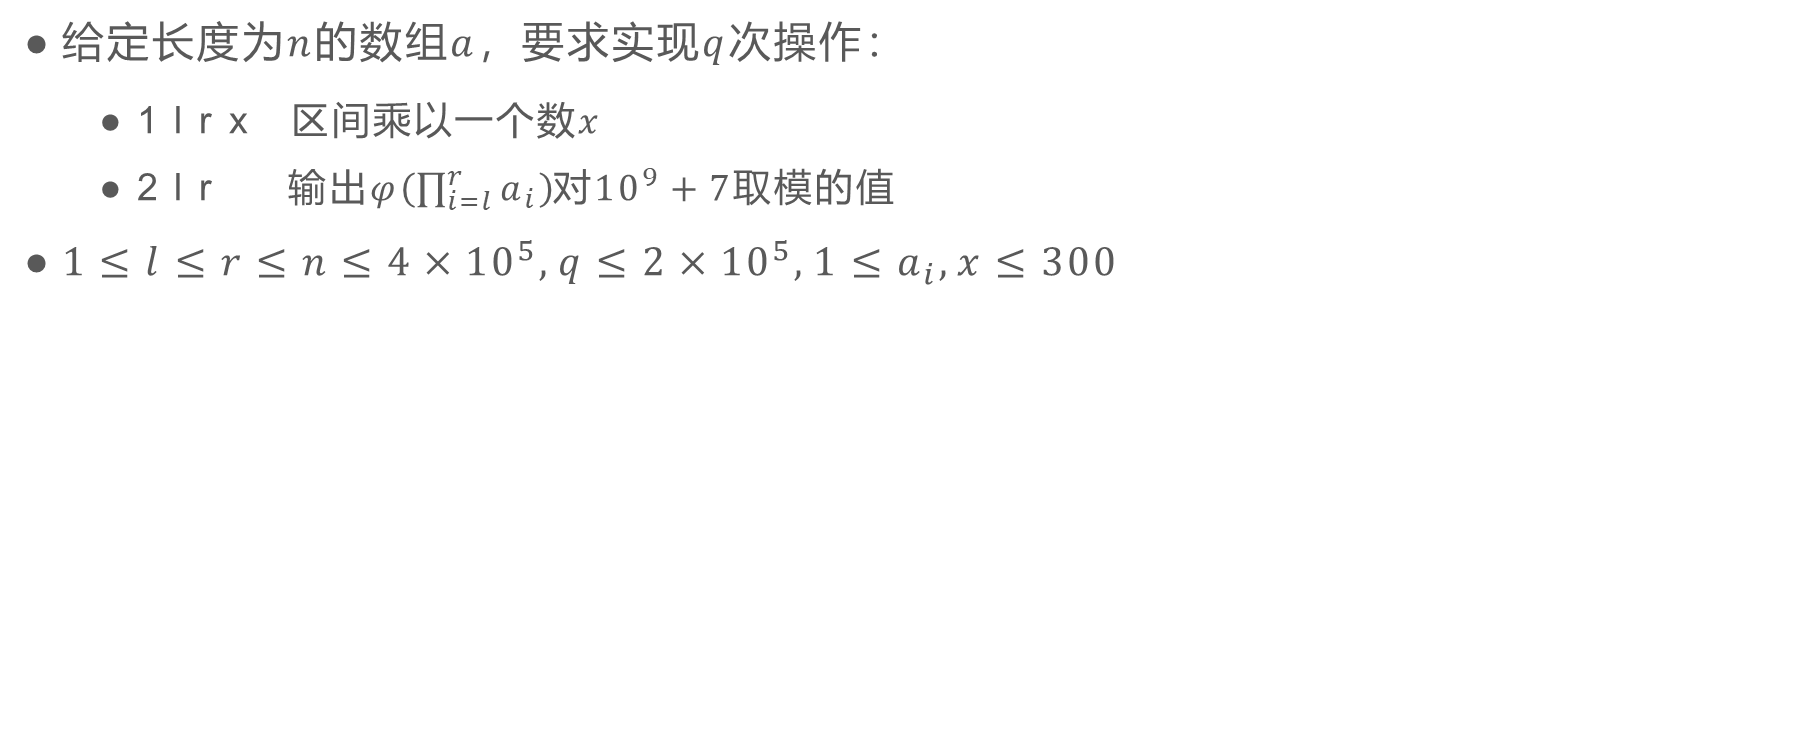 • 给定长度为n的数组a，要求实现q次操作：
• 1 l r x 区间乘以一个数x
• 2 l r 输出φ(∏_{i=l}^{r} a_i)对10^9 + 7取模的值
• 1 ≤ l ≤ r ≤ n ≤ 4 × 10^5, q ≤ 2 × 10^5, 1 ≤ a_i, x ≤ 300